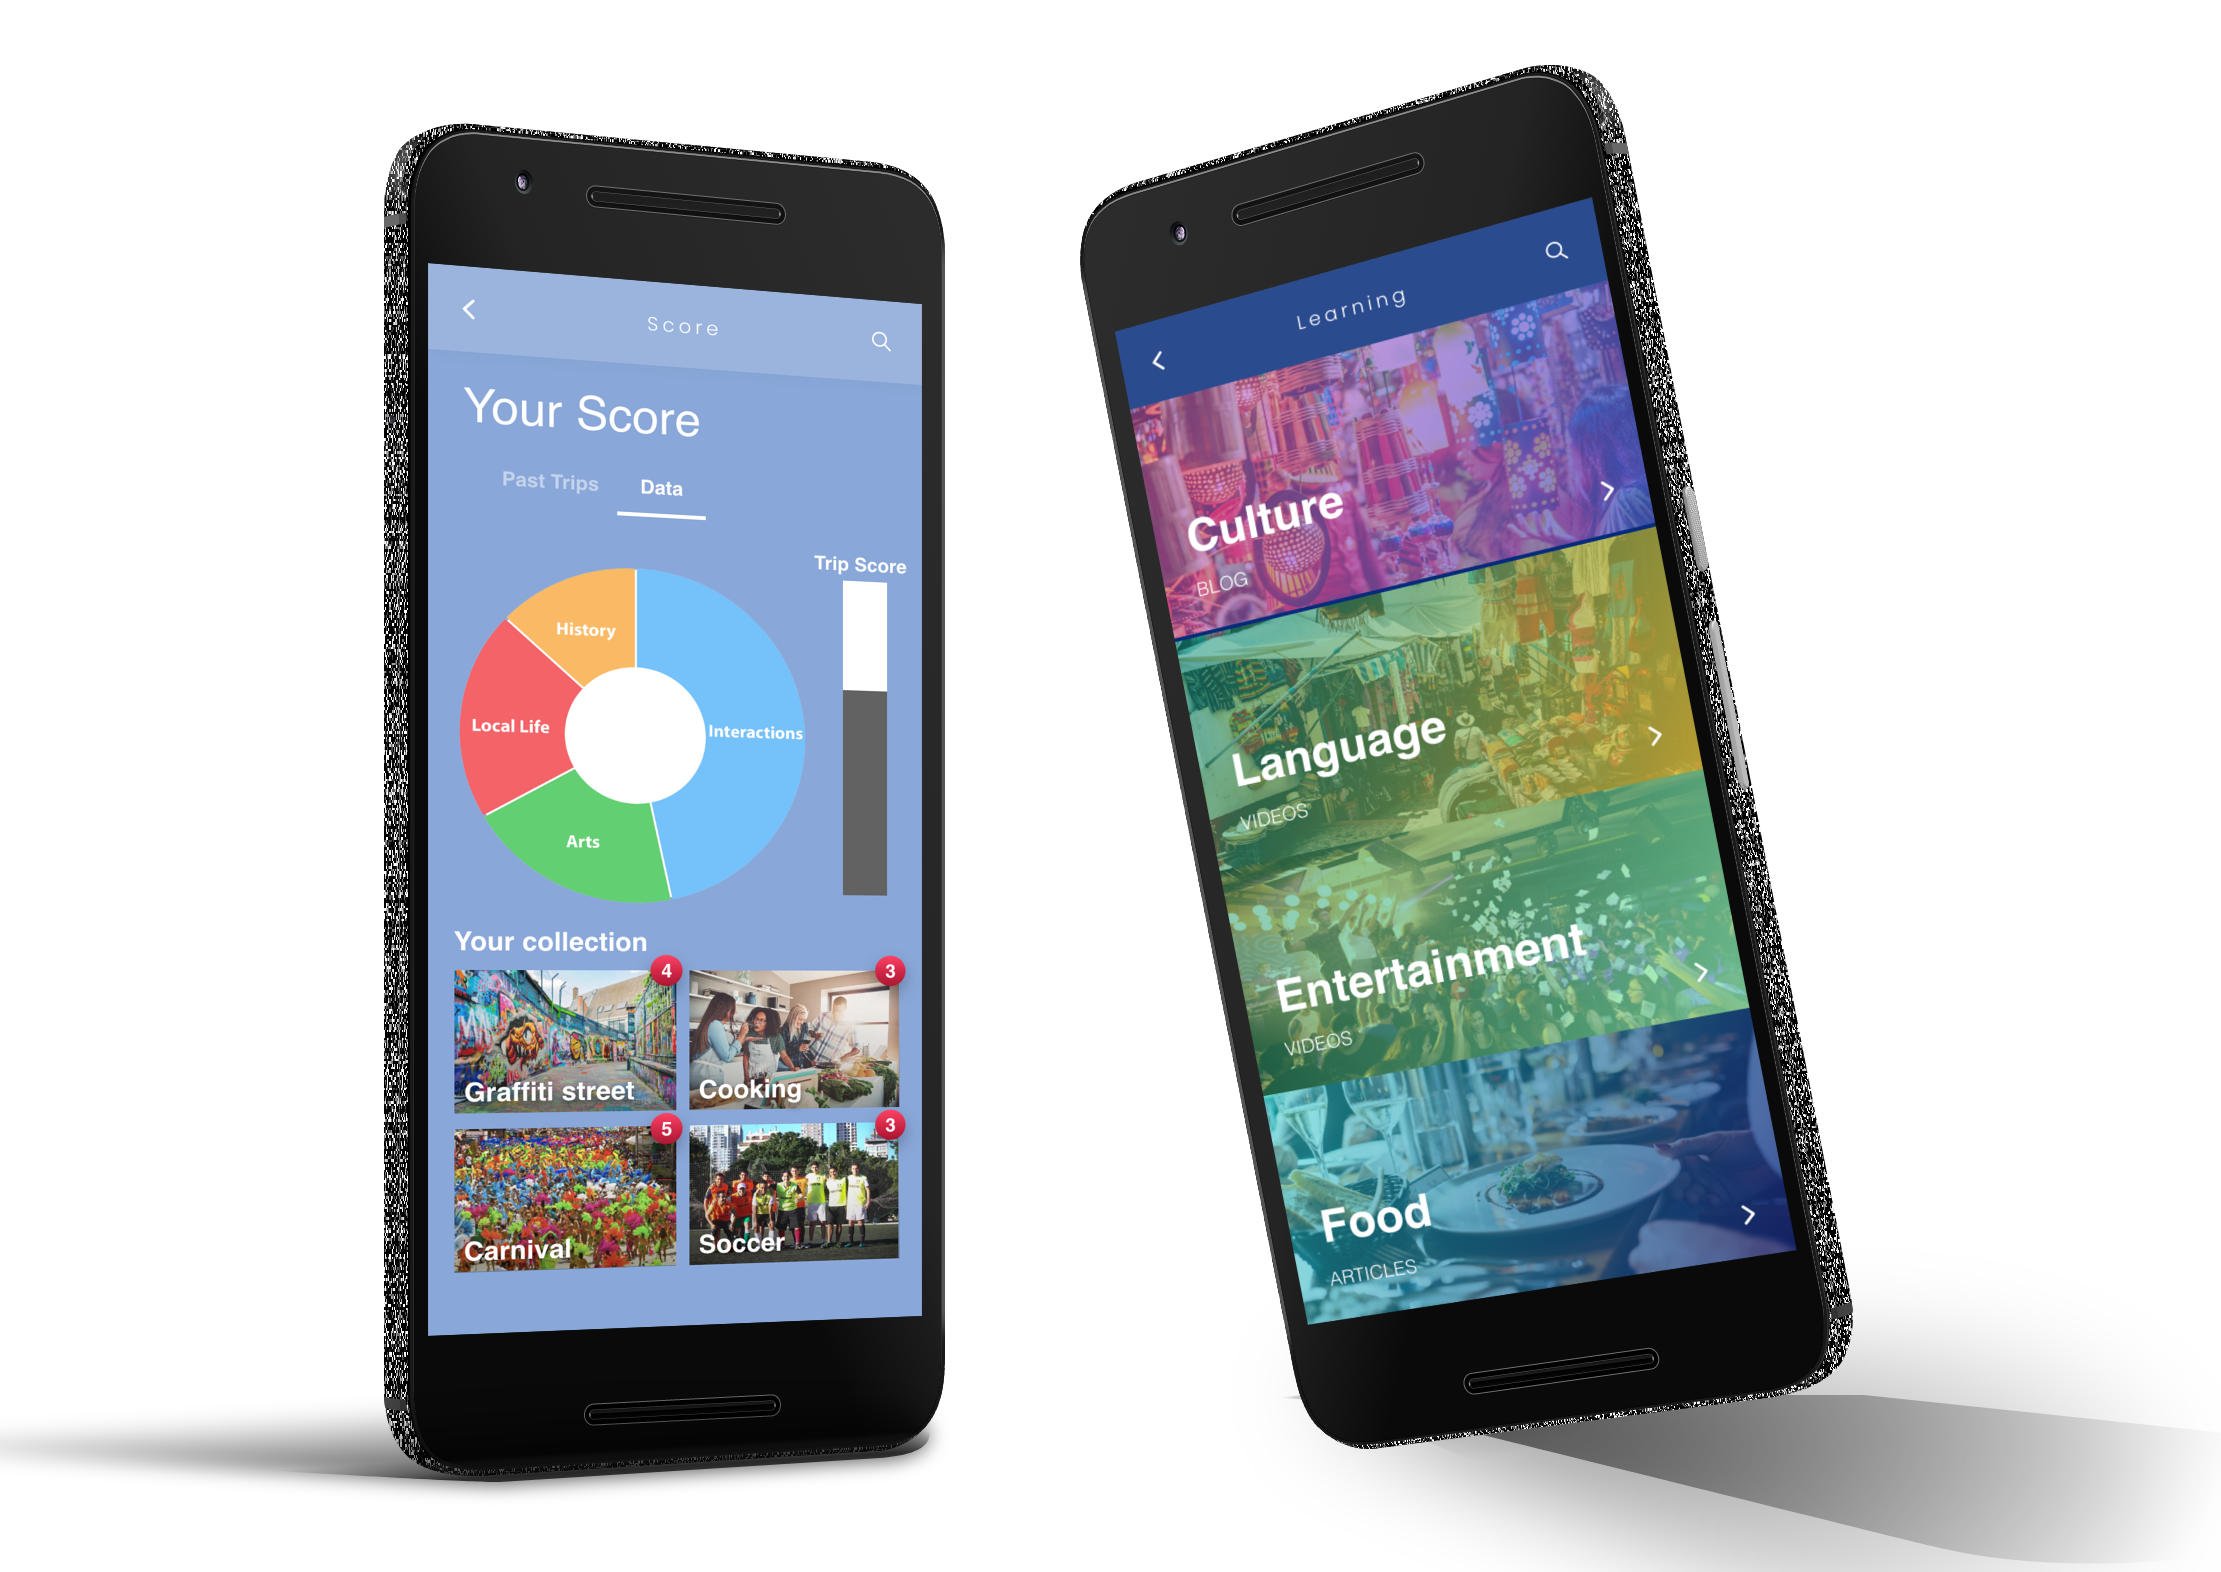 Score
Your Score
Past Trips Data
Trip Score
History
Local Life
Interactions
Arts
Your collection
4
Graffiti street
3
Cooking
5
Carnival
3
Soccer
Learning
Culture
BLOG
Language
VIDEOS
Entertainment
VIDEOS
Food
ARTICLES